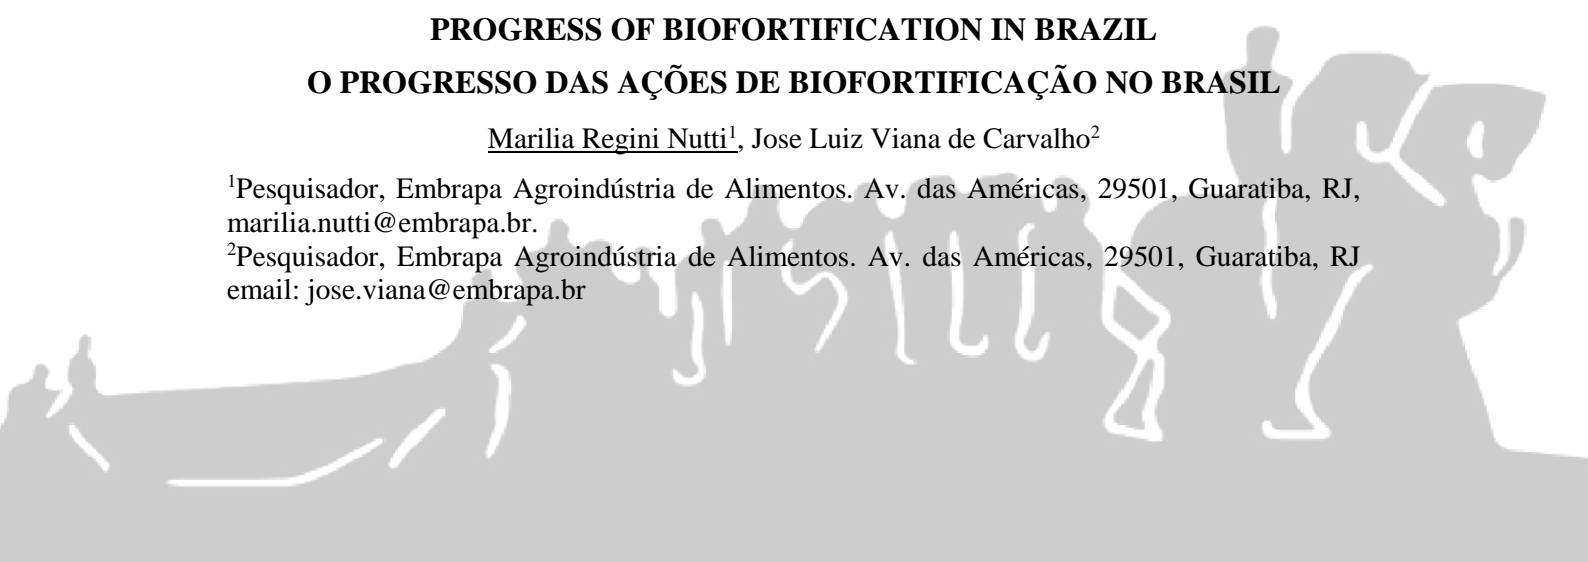 PROGRESS OF BIOFORTIFICATION IN BRAZIL
O PROGRESSO DAS AÇÕES DE BIOFORTIFICAÇÃO NO BRASIL
Marilia Regini Nutti¹, Jose Luiz Viana de Carvalho²
¹Pesquisador, Embrapa Agroindústria de Alimentos. Av. das Américas, 29501, Guaratiba, RJ,
marilia.nutti@embrapa.br.
²Pesquisador, Embrapa Agroindústria de Alimentos. Av. das Américas, 29501, Guaratiba, RJ
email: jose.viana@embrapa.br